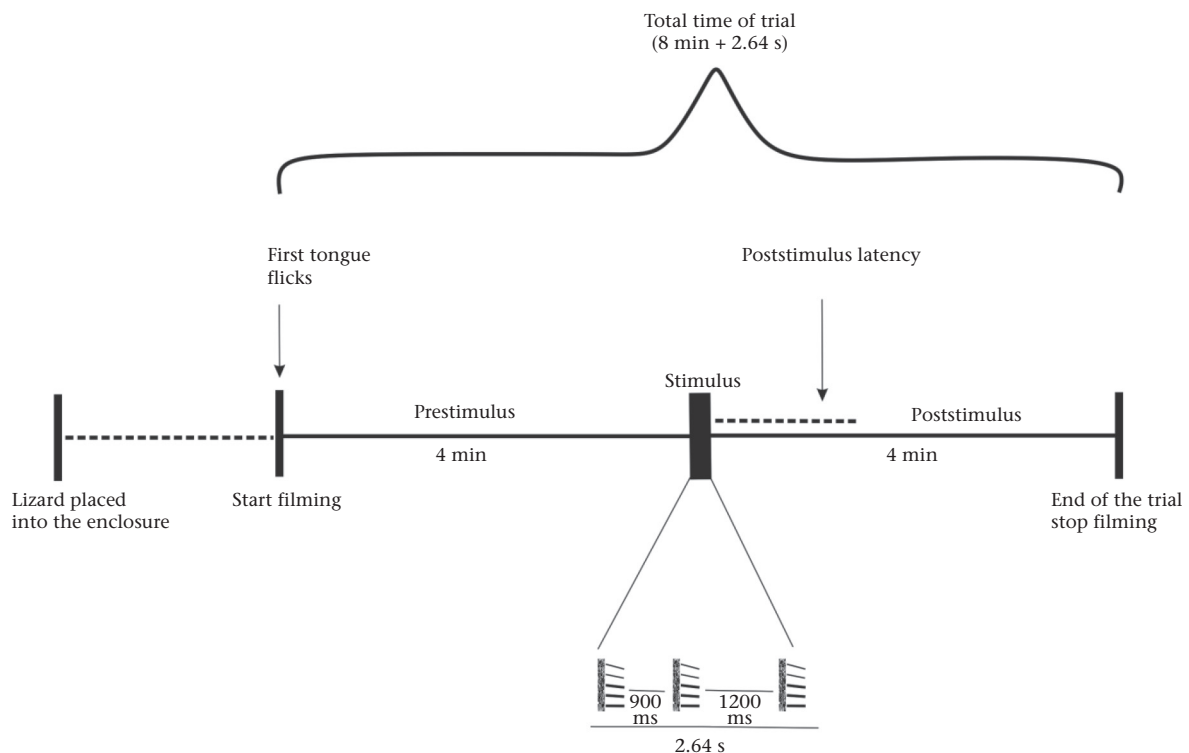 Total time of trial
(8 min + 2.64 s)
First tongue
flicks
Poststimulus latency
Stimulus
Prestimulus
Poststimulus
4 min
4 min
Lizard placed
into the enclosure
Start filming
End of the trial
stop filming
900
ms
1200
ms
2.64 s